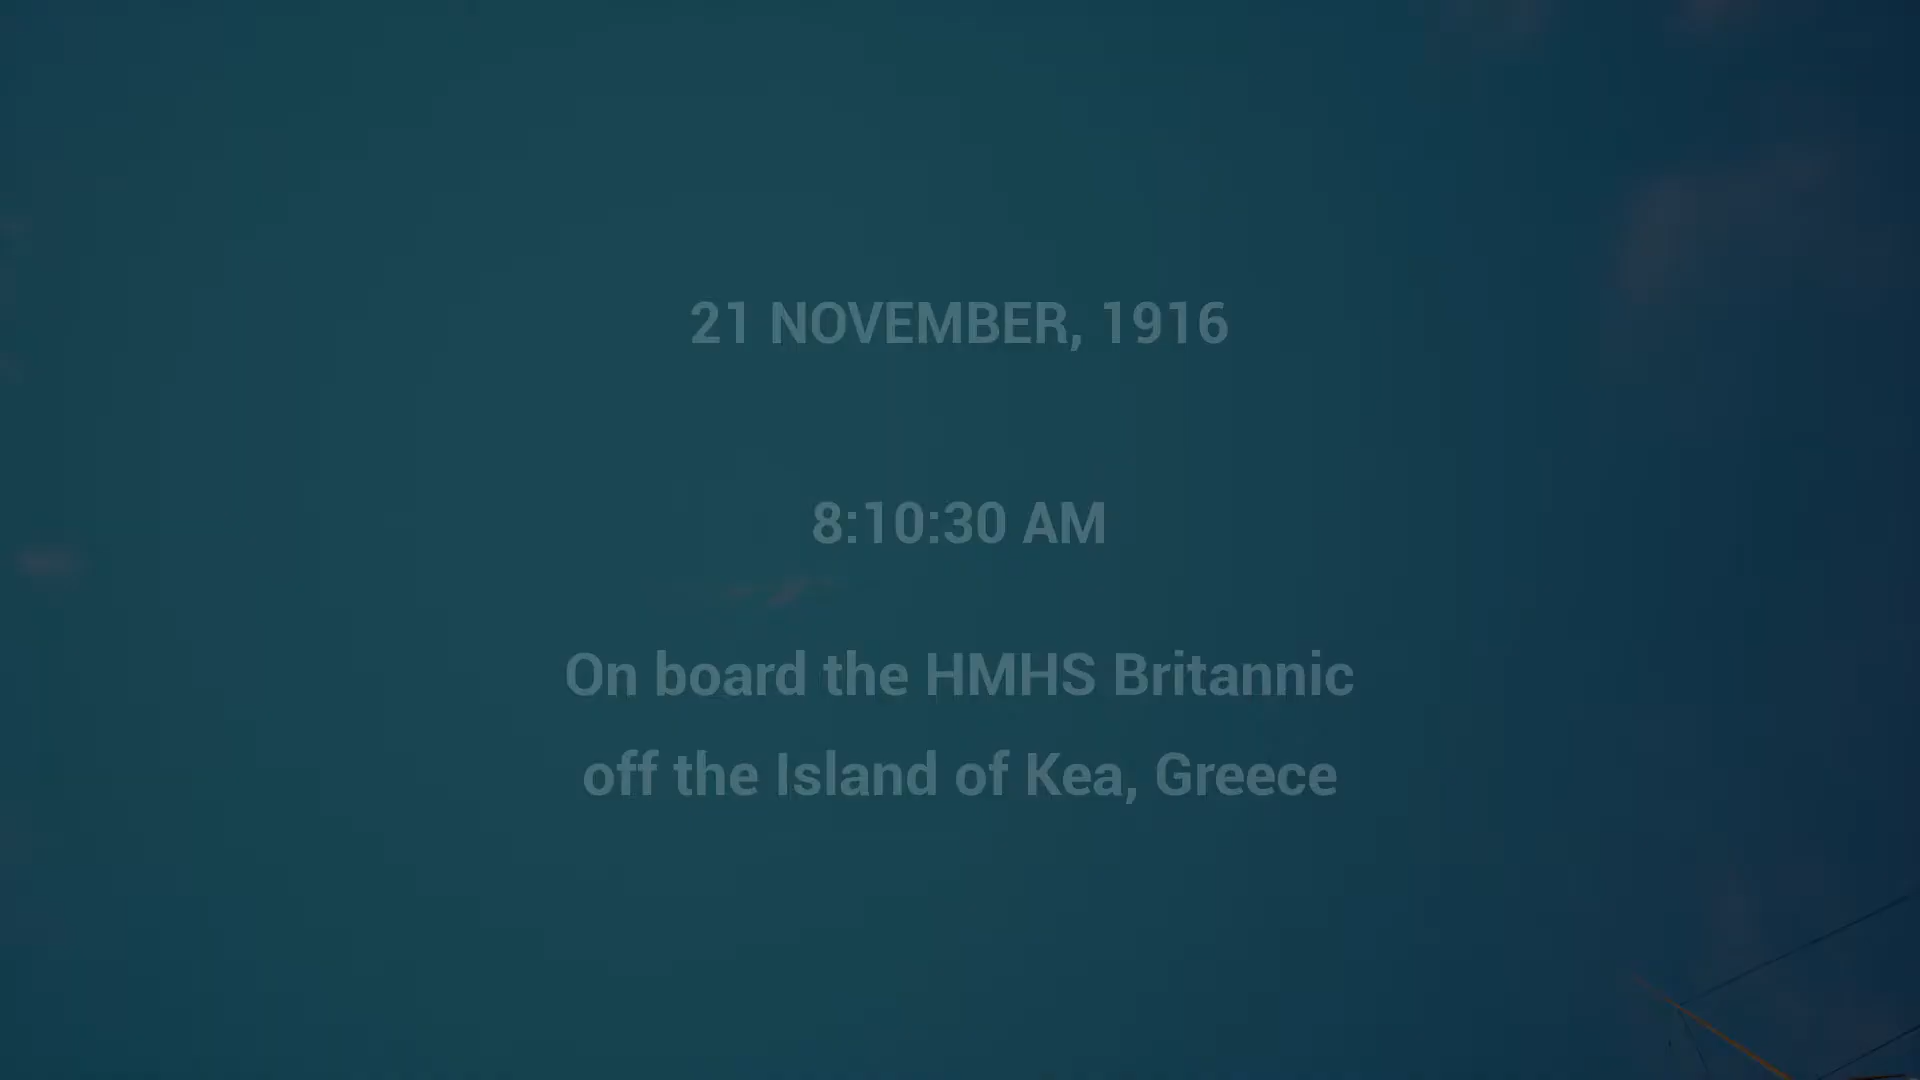 21 NOVEMBER, 1916
8:10:30 AM
On board the HMHS Britannic
off the Island of Kea, Greece